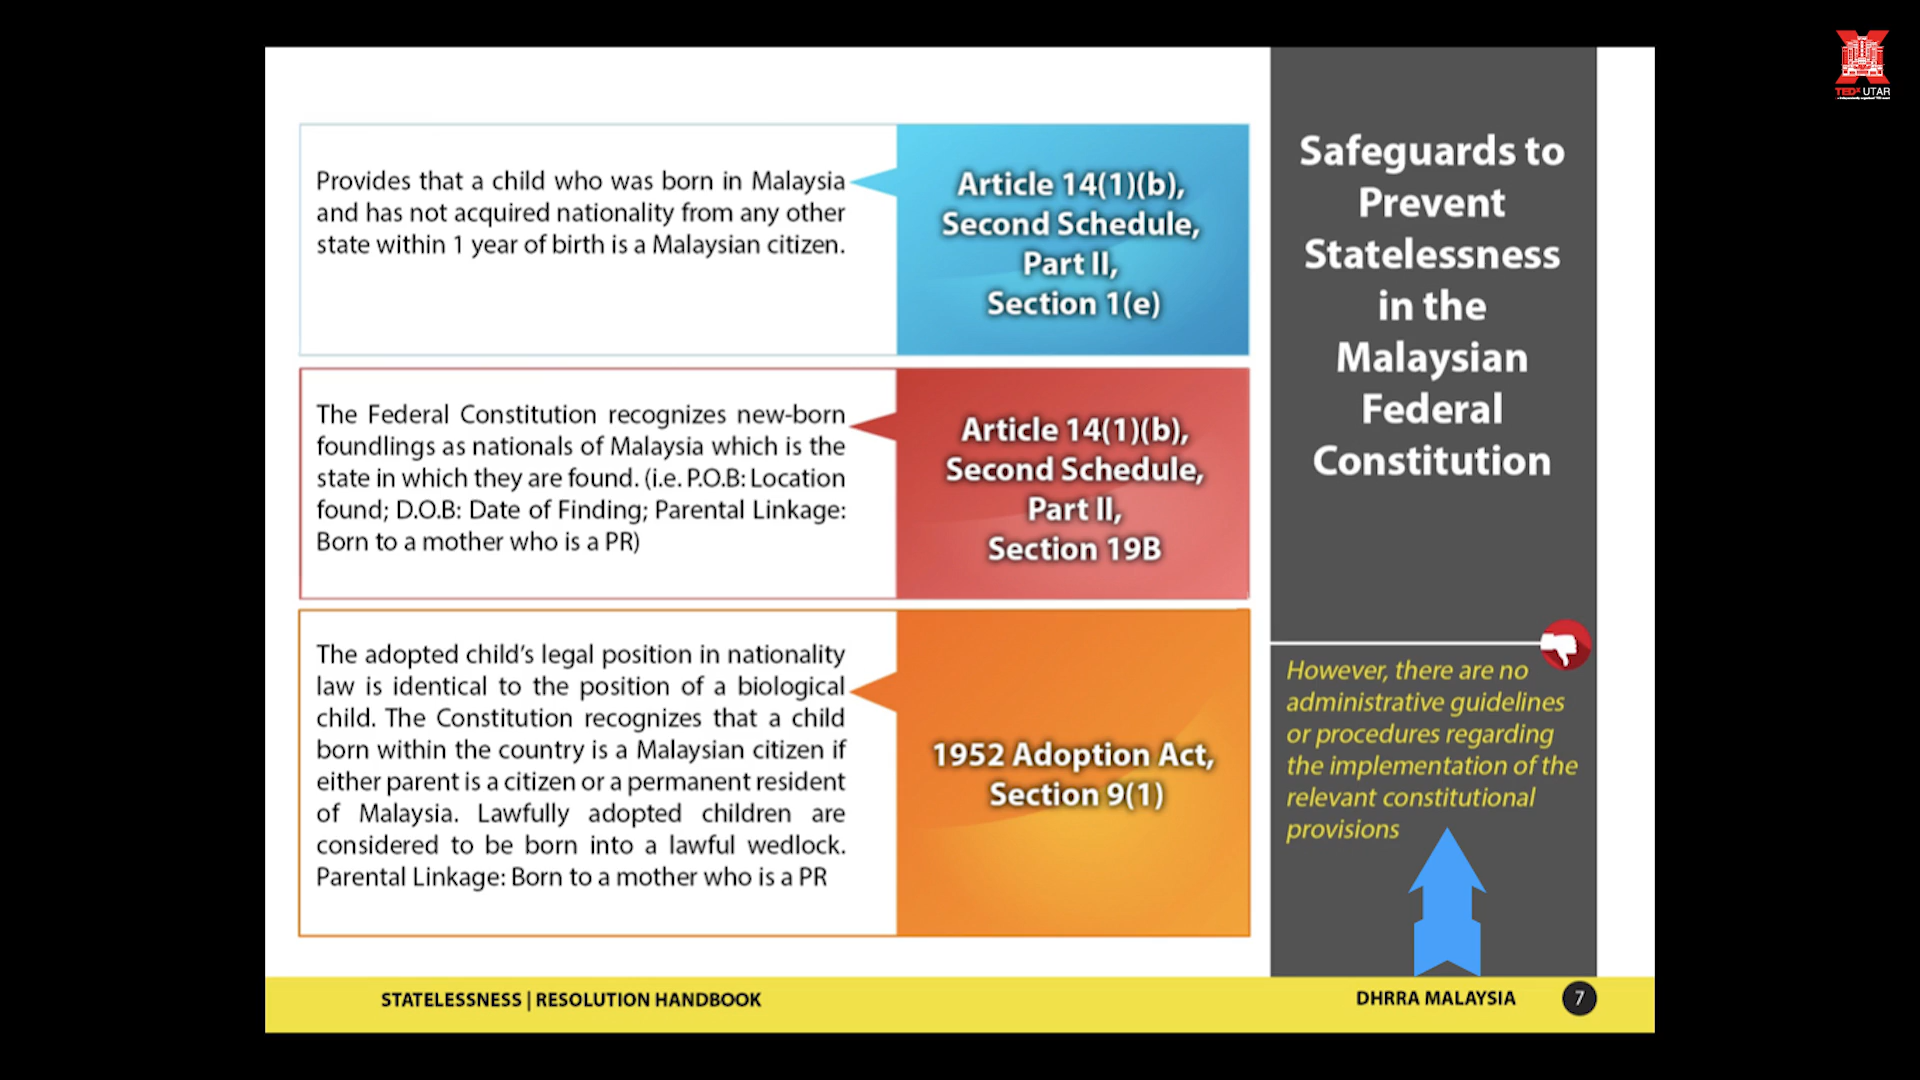 TEDx UTAR
Provides that a child who was born in Malaysia
and has not acquired nationality from any other
state within 1 year of birth is a Malaysian citizen.
Article 14(1)(b),
Second Schedule,
Part II,
Section 1(e)
The Federal Constitution recognizes new-born
foundlings as nationals of Malaysia which is the
state in which they are found. (i.e. P.O.B: Location
found; D.O.B: Date of Finding; Parental Linkage:
Born to a mother who is a PR)
Article 14(1)(b),
Second Schedule,
Part II,
Section 19B
The adopted child’s legal position in nationality
law is identical to the position of a biological
child. The Constitution recognizes that a child
born within the country is a Malaysian citizen if
either parent is a citizen or a permanent resident
of Malaysia. Lawfully adopted children are
considered to be born into a lawful wedlock.
Parental Linkage: Born to a mother who is a PR
1952 Adoption Act,
Section 9(1)
Safeguards to
Prevent
Statelessness
in the
Malaysian
Federal
Constitution
However, there are no
administrative guidelines
or procedures regarding
the implementation of the
relevant constitutional
provisions
STATELESSNESS | RESOLUTION HANDBOOK
DHRRA MALAYSIA
7